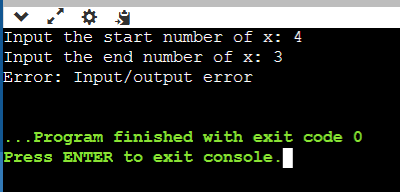 Input the start number of x: 4
Input the end number of x: 3
Error: Input/output error
...Program finished with exit code 0
Press ENTER to exit console.